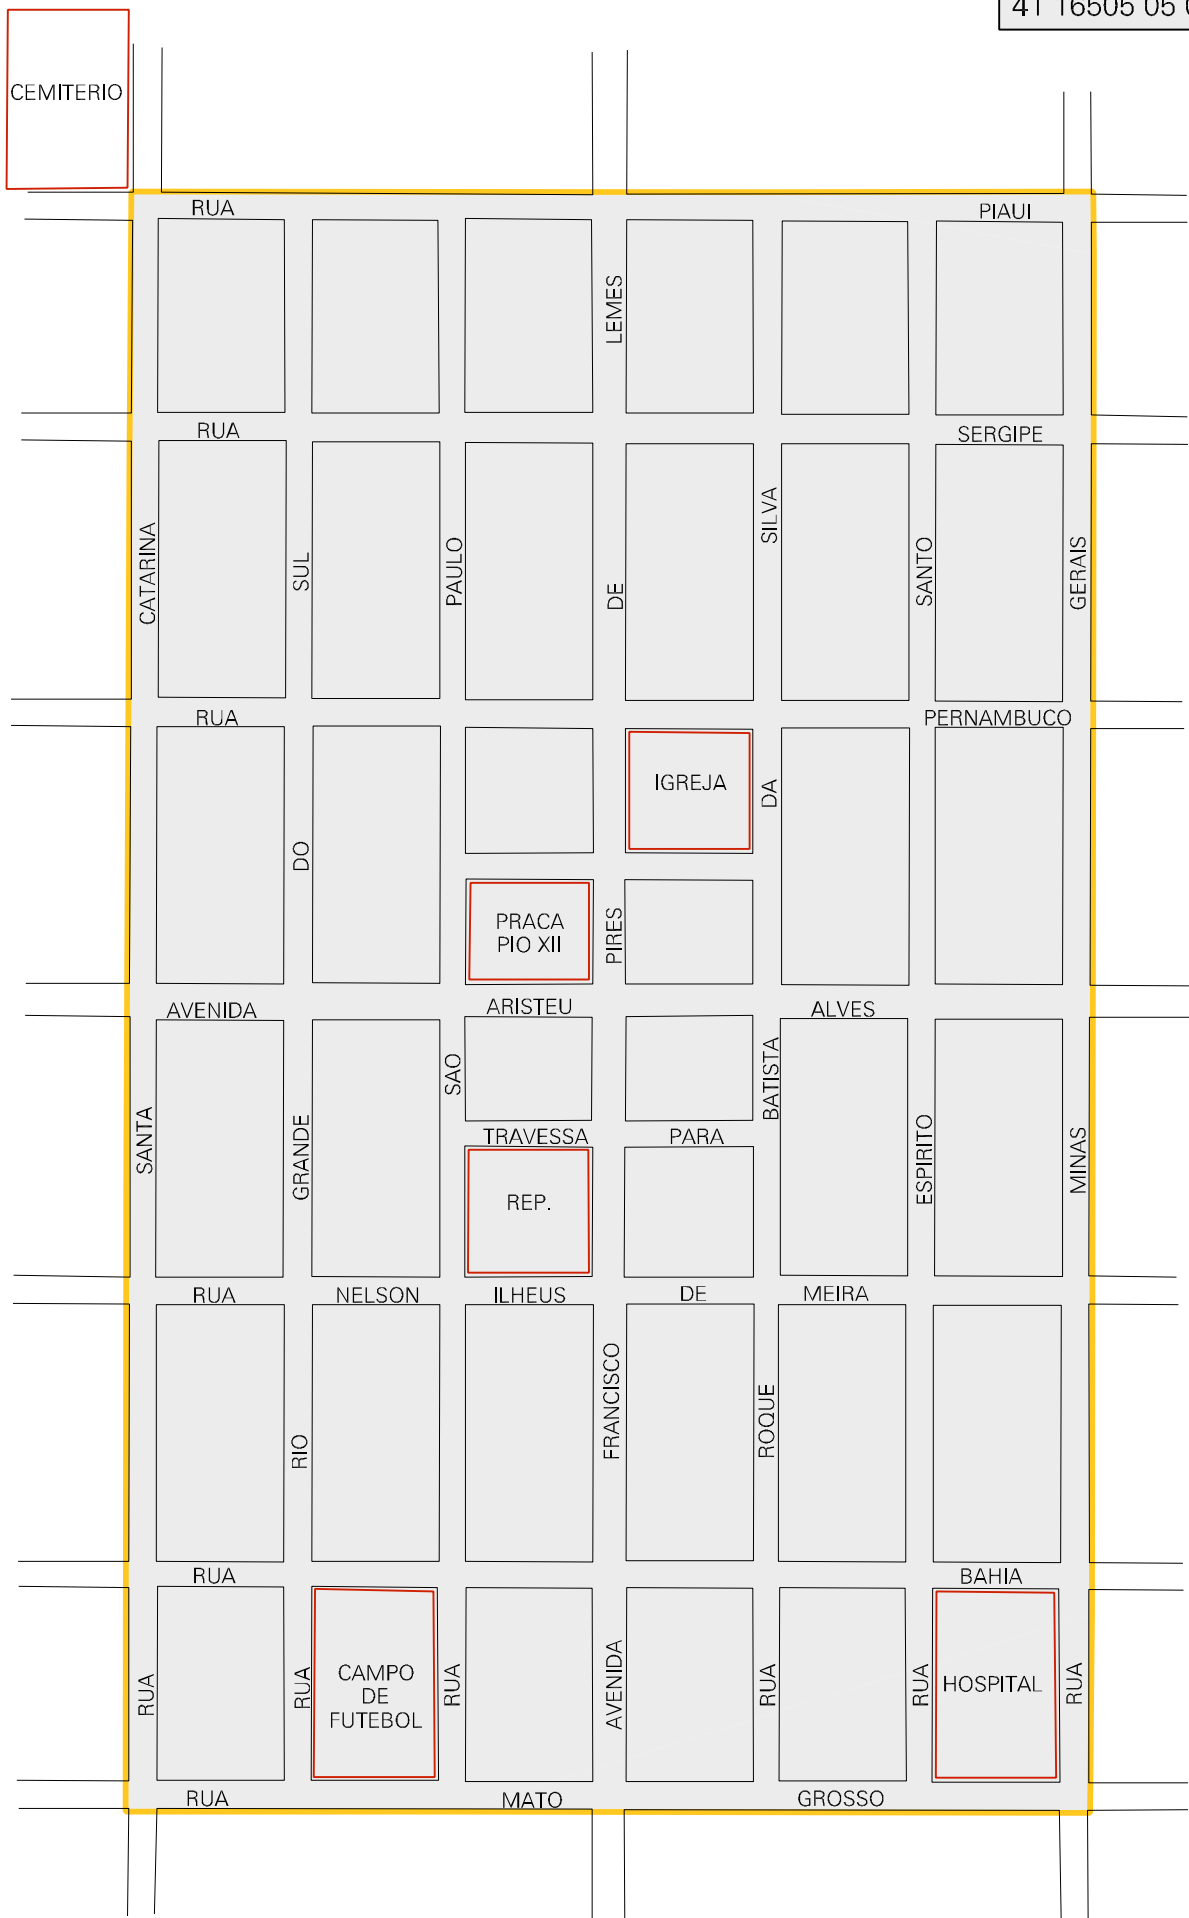 41 16505 05
CEMITERIO
RUA PIAUI
RUA SERGIPE
RUA PERNAMBUCO
IGREJA
PRACA
PIO XII
AVENIDA ARISTEU ALVES
TRAVESSA PARA
REP.
RUA NELSON ILHEUS DE MEIRA
RUA BAHIA
CAMPO
DE
FUTEBOL
HOSPITAL
RUA MATO GROSSO
RUA SANTA CATARINA
RUA RIO GRANDE DO SUL
RUA SAO PAULO
AVENIDA FRANCISCO PIRES DE LEMES
RUA ROQUE BATISTA DA SILVA
RUA ESPIRITO SANTO
RUA MINAS GERAIS